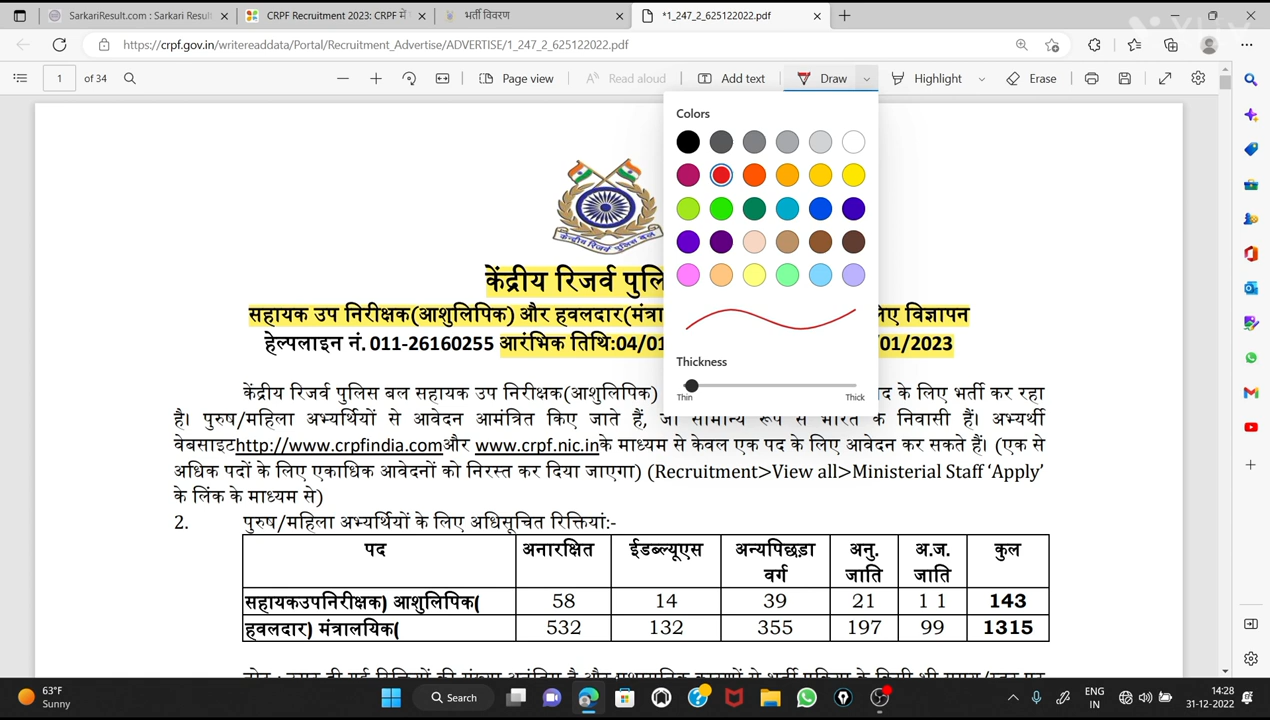 SarkariResult.com : Sarkari Resul
CRPF Recruitment 2023: CRPF में
भर्ती विवरण
*1_247_2_625122022.pdf
https://crpf.gov.in/writereaddata/Portal/Recruitment_Advertise/ADVERTISE/1_247_2_625122022.pdf
1 of 34
Page view
Read aloud
Add text
Draw
Highlight
Erase
Colors
Thickness
Thin
Thick
केंद्रीय रिजर्व पुलि
सहायक उप निरीक्षक(आशुलिपिक) और हवलदार(मंत्रा लिए विज्ञापन
हेल्पलाइन नं. 011-26160255 आरंभिक तिथि:04/01 /01/2023
केंद्रीय रिजर्व पुलिस बल सहायक उप निरीक्षक(आशुलिपिक) पद के लिए भर्ती कर रहा
है। पुरुष/महिला अभ्यर्थियों से आवेदन आमंत्रित किए जाते हैं, जो सामान्य रूप से भारत के निवासी हैं। अभ्यर्थी
वेबसाइटhttp://www.crpfindia.comऔर www.crpf.nic.inके माध्यम से केवल एक पद के लिए आवेदन कर सकते हैं। (एक से
अधिक पदों के लिए एकाधिक आवेदनों को निरस्त कर दिया जाएगा) (Recruitment>View all>Ministerial Staff ‘Apply’
के लिंक के माध्यम से)
2. पुरुष/महिला अभ्यर्थियों के लिए अधिसूचित रिक्तियां:-
पद अनारक्षित ईडब्ल्यूएस अन्यपिछड़ा वर्ग अनु. जाति अ.ज. जाति कुल
सहायकउपनिरीक्षक) आशुलिपिक( 58 14 39 21 1 1 143
हवलदार) मंत्रालयिक( 532 132 355 197 99 1315
63°F
Sunny
Search
ENG
IN
14:28
31-12-2022